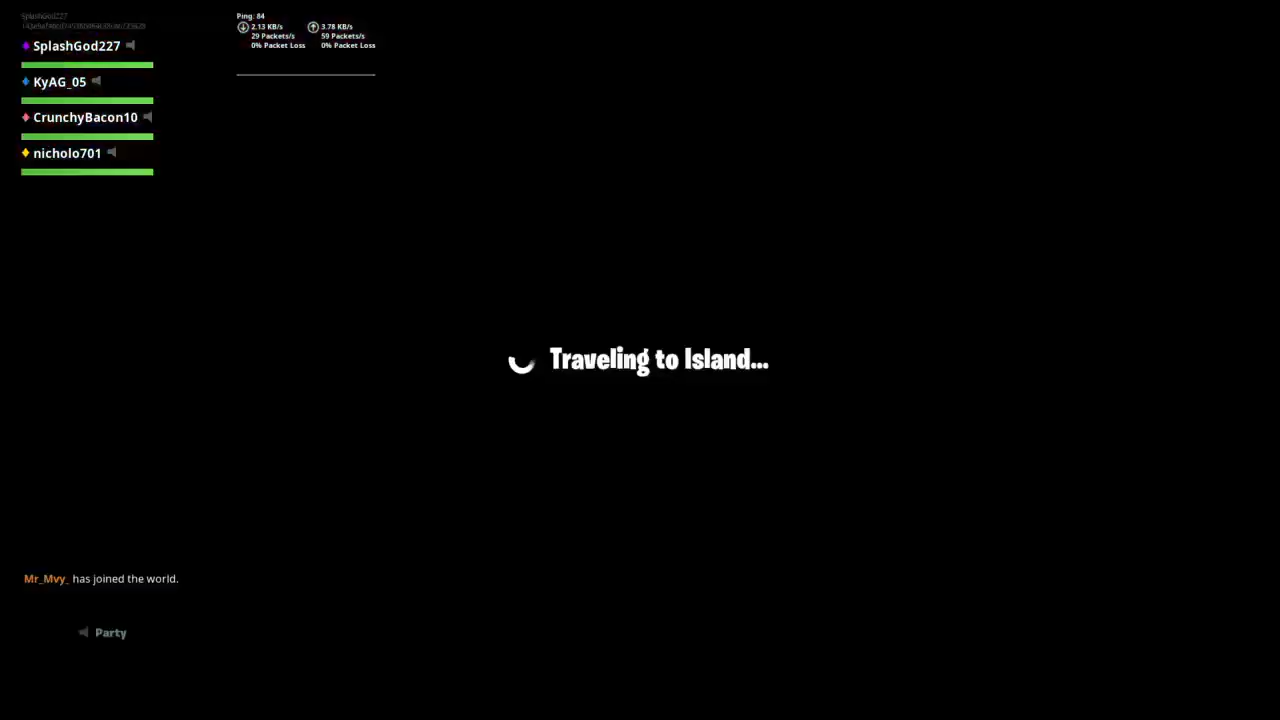 SplashGod227
SplashGod227
KyAG_05
CrunchyBacon10
nicholo701
Ping: 84
2.13 KB/s 3.78 KB/s
29 Packets/s 59 Packets/s
0% Packet Loss 0% Packet Loss
Traveling to Island...
Mr_Mvy_ has joined the world.
Party